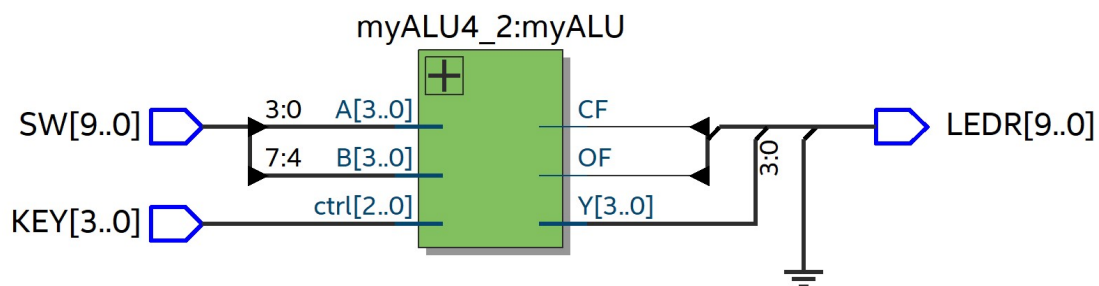 myALU4_2:myALU
SW[9..0]
3:0
A[3..0]
CF
LEDR[9..0]
7:4
B[3..0]
OF
3:0
KEY[3..0]
ctrl[2..0]
Y[3..0]